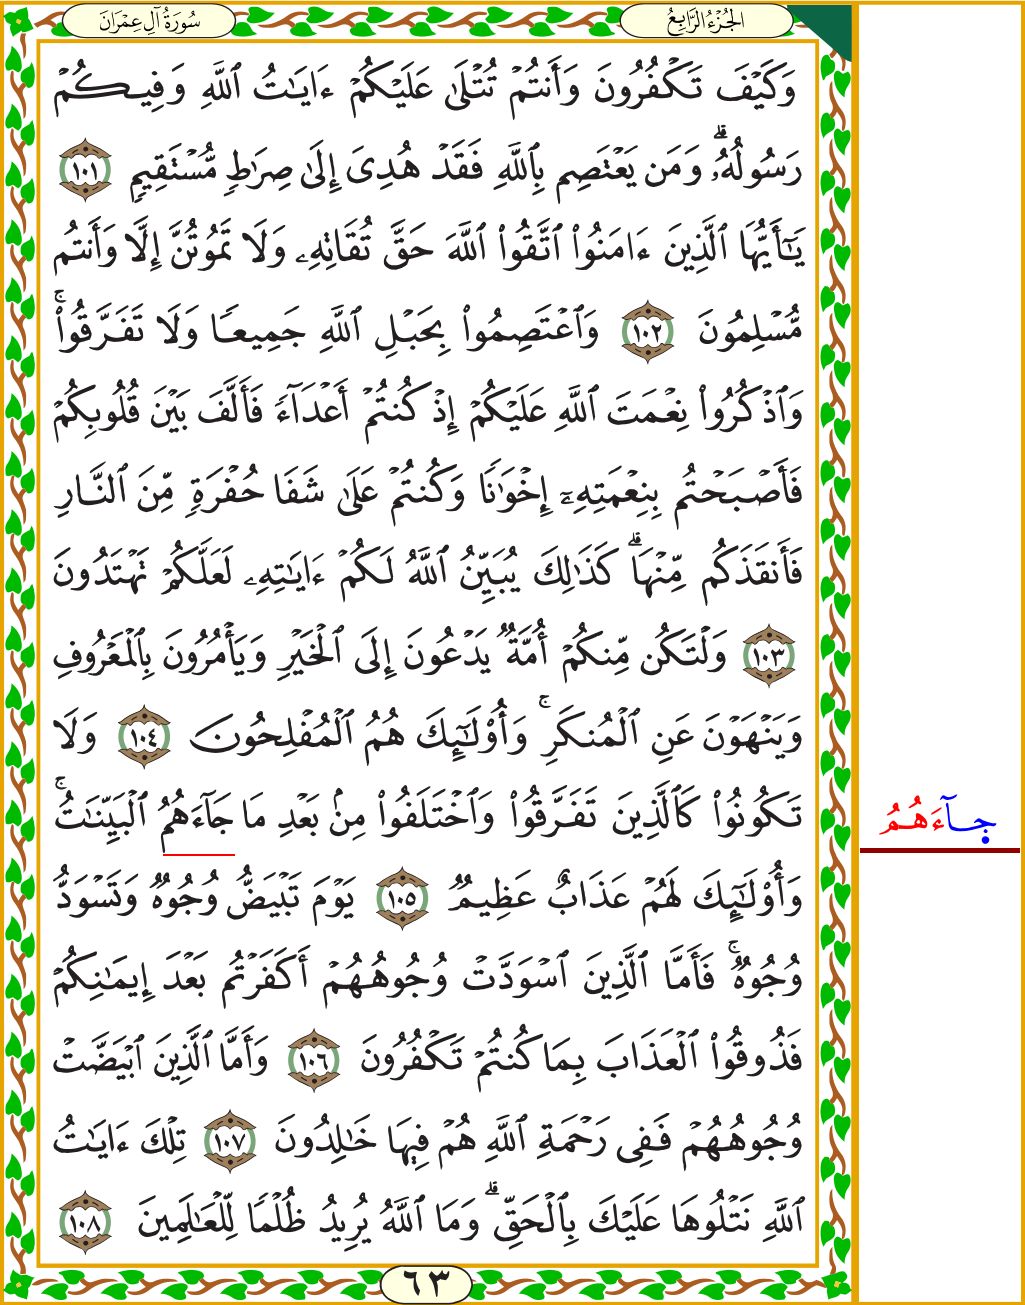 الجُزْءُ الرَّابِعُ
سُورَةُ آلِ عِمْرَانَ
وَكَيْفَ تَكْفُرُونَ وَأَنتُمْ تُتْلَىٰ عَلَيْكُمْ ءَايَٰتُ ٱللَّهِ وَفِيكُمْ
رَسُولُهُۥۗ وَمَن يَعْتَصِم بِٱللَّهِ فَقَدْ هُدِىَ إِلَىٰ صِرَٰطٍ مُّسْتَقِيمٍ ١٠١
يَٰٓأَيُّهَا ٱلَّذِينَ ءَامَنُوا۟ ٱتَّقُوا۟ ٱللَّهَ حَقَّ تُقَاتِهِۦ وَلَا تَمُوتُنَّ إِلَّا وَأَنتُم
مُّسْلِمُونَ ١٠٢ وَٱعْتَصِمُوا۟ بِحَبْلِ ٱللَّهِ جَمِيعًا وَلَا تَفَرَّقُوا۟ۚ
وَٱذْكُرُوا۟ نِعْمَتَ ٱللَّهِ عَلَيْكُمْ إِذْ كُنتُمْ أَعْدَآءً فَأَلَّفَ بَيْنَ قُلُوبِكُمْ
فَأَصْبَحْتُم بِنِعْمَتِهِۦٓ إِخْوَٰنًا وَكُنتُمْ عَلَىٰ شَفَا حُفْرَةٍ مِّنَ ٱلنَّارِ
فَأَنقَذَكُم مِّنْهَاۗ كَذَٰلِكَ يُبَيِّنُ ٱللَّهُ لَكُمْ ءَايَٰتِهِۦ لَعَلَّكُمْ تَهْتَدُونَ
١٠٣ وَلْتَكُن مِّنكُمْ أُمَّةٌ يَدْعُونَ إِلَى ٱلْخَيْرِ وَيَأْمُرُونَ بِٱلْمَعْرُوفِ
وَيَنْهَوْنَ عَنِ ٱلْمُنكَرِۚ وَأُو۟لَٰٓئِكَ هُمُ ٱلْمُفْلِحُونَ ١٠٤ وَلَا
تَكُونُوا۟ كَٱلَّذِينَ تَفَرَّقُوا۟ وَٱخْتَلَفُوا۟ مِنۢ بَعْدِ مَا جَآءَهُمُ ٱلْبَيِّنَٰتُۚ
جِآءَهُمُ
وَأُو۟لَٰٓئِكَ لَهُمْ عَذَابٌ عَظِيمٌ ١٠٥ يَوْمَ تَبْيَضُّ وُجُوهٌ وَتَسْوَدُّ
وُجُوهٌۚ فَأَمَّا ٱلَّذِينَ ٱسْوَدَّتْ وُجُوهُهُمْ أَكَفَرْتُم بَعْدَ إِيمَٰنِكُمْ
فَذُوقُوا۟ ٱلْعَذَابَ بِمَا كُنتُمْ تَكْفُرُونَ ١٠٦ وَأَمَّا ٱلَّذِينَ ٱبْيَضَّتْ
وُجُوهُهُمْ فَفِى رَحْمَةِ ٱللَّهِ هُمْ فِيهَا خَٰلِدُونَ ١٠٧ تِلْكَ ءَايَٰتُ
ٱللَّهِ نَتْلُوهَا عَلَيْكَ بِٱلْحَقِّۗ وَمَا ٱللَّهُ يُرِيدُ ظُلْمًا لِّلْعَٰلَمِينَ ١٠٨
٦٣